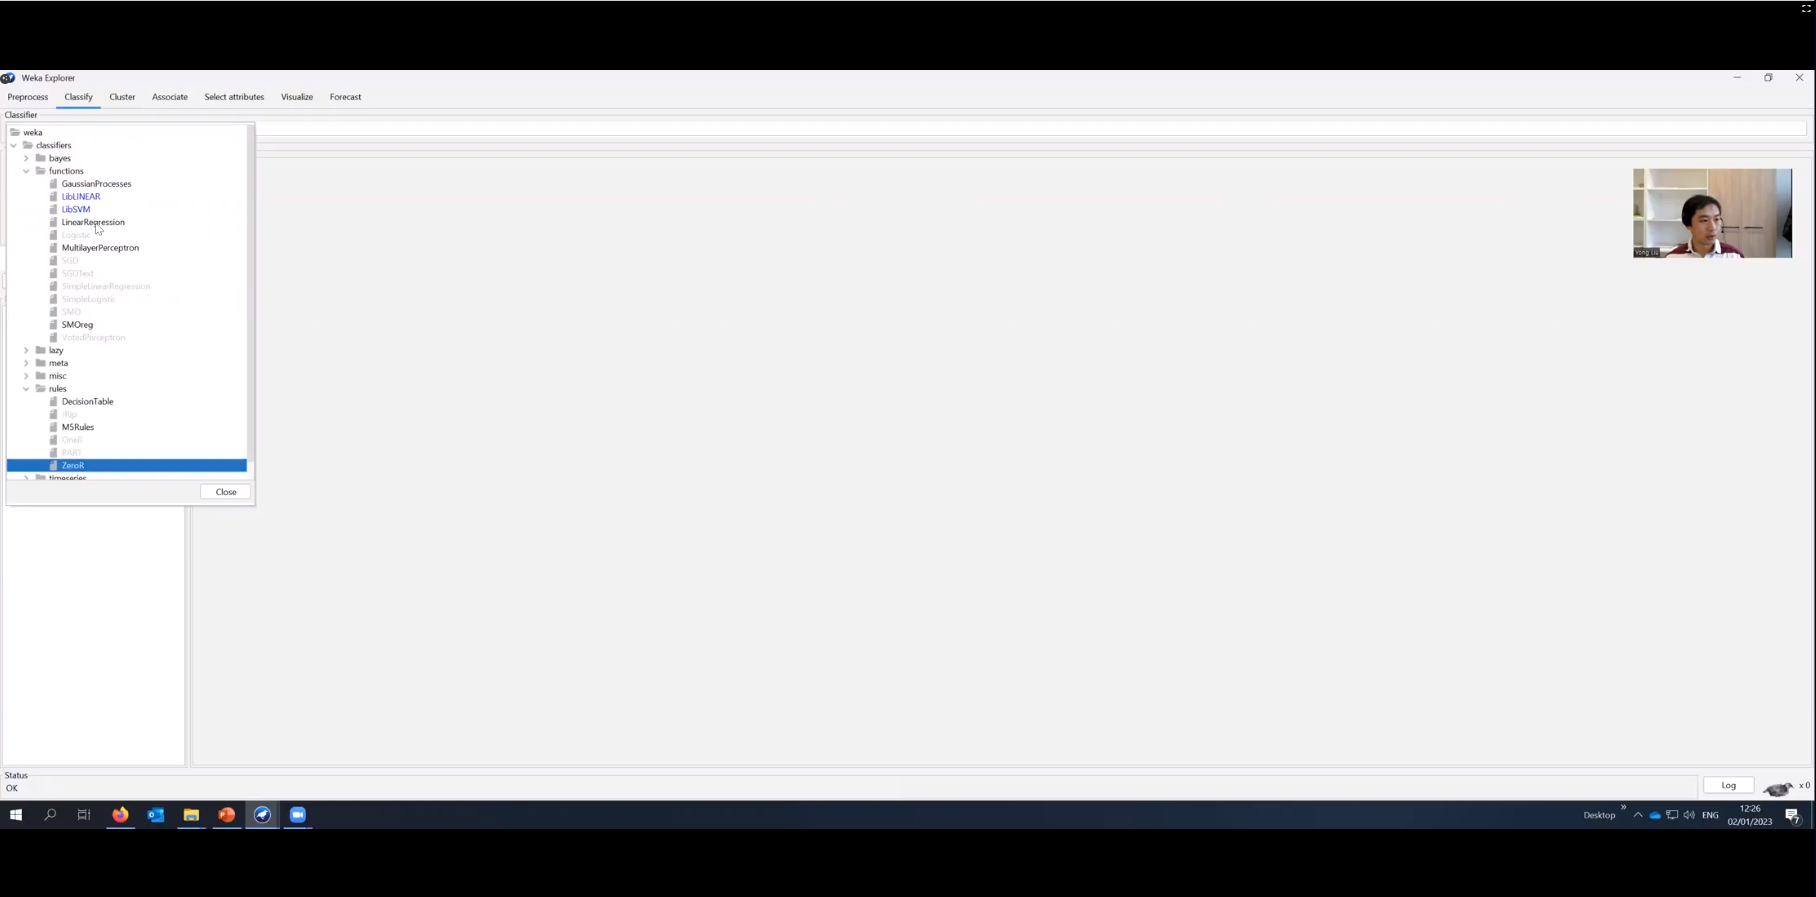 Weka Explorer
Preprocess Classify Cluster Associate Select attributes Visualize Forecast
Classifier
weka
classifiers
bayes
functions
GaussianProcesses
LibLINEAR
LibSVM
LinearRegression
Logistic
MultilayerPerceptron
SGD
SGDText
SimpleLinearRegression
SimpleLogistic
SMO
SMOreg
VotedPerceptron
lazy
meta
misc
rules
DecisionTable
JRip
M5Rules
OneR
PART
ZeroR
timeseries
Close
Status
OK
Log
x 0
Desktop
ENG
12:26
02/01/2023
7